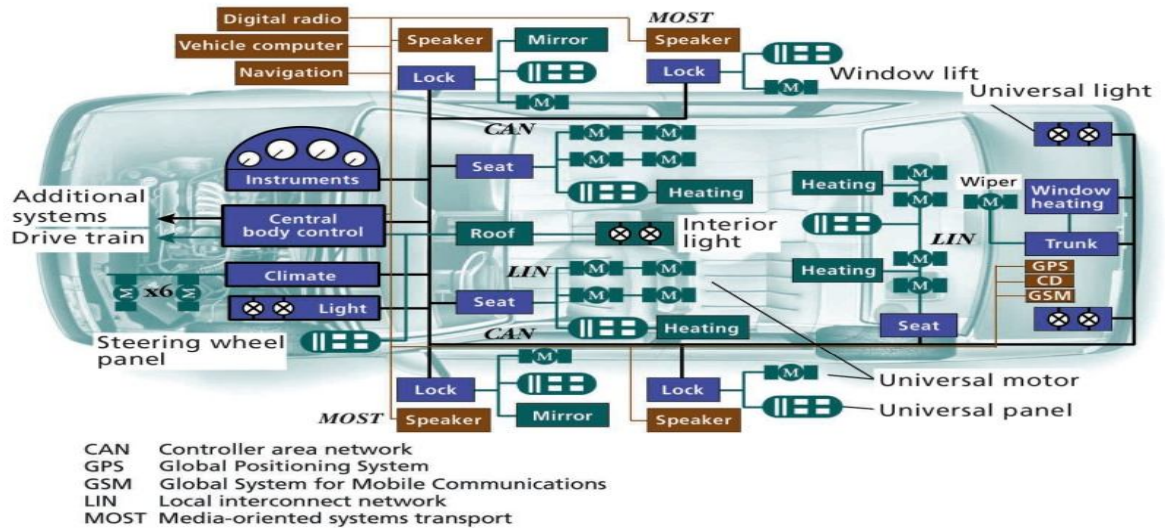 Digital radio
Vehicle computer
Navigation
Speaker
Mirror
MOST
Speaker
Lock
Lock
M
M
Window lift
Universal light
CAN
Instruments
Seat
M M
M M
Heating
Heating
M
M
Wiper
M
Window
heating
Additional
systems
Drive train
Central
body control
Roof
Interior
light
LIN
Trunk
Climate
LIN
M M
M M
Heating
M
M
GPS
CD
GSM
M x6 M
Light
Seat
Heating
Seat
Steering wheel
panel
CAN
M
Lock
Mirror
Lock
M
Universal motor
Universal panel
MOST
Speaker
Speaker
CAN Controller area network
GPS Global Positioning System
GSM Global System for Mobile Communications
LIN Local interconnect network
MOST Media-oriented systems transport